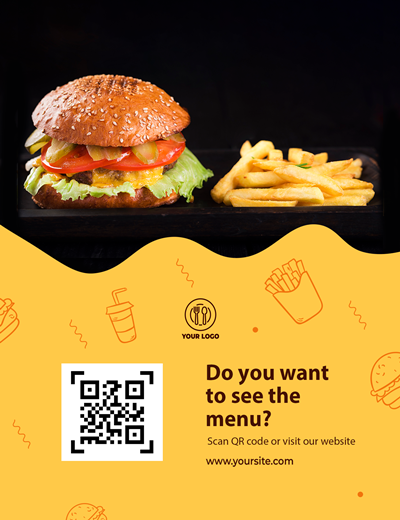 YOUR LOGO
Do you want
to see the
menu?
Scan QR code or visit our website
www.yoursite.com